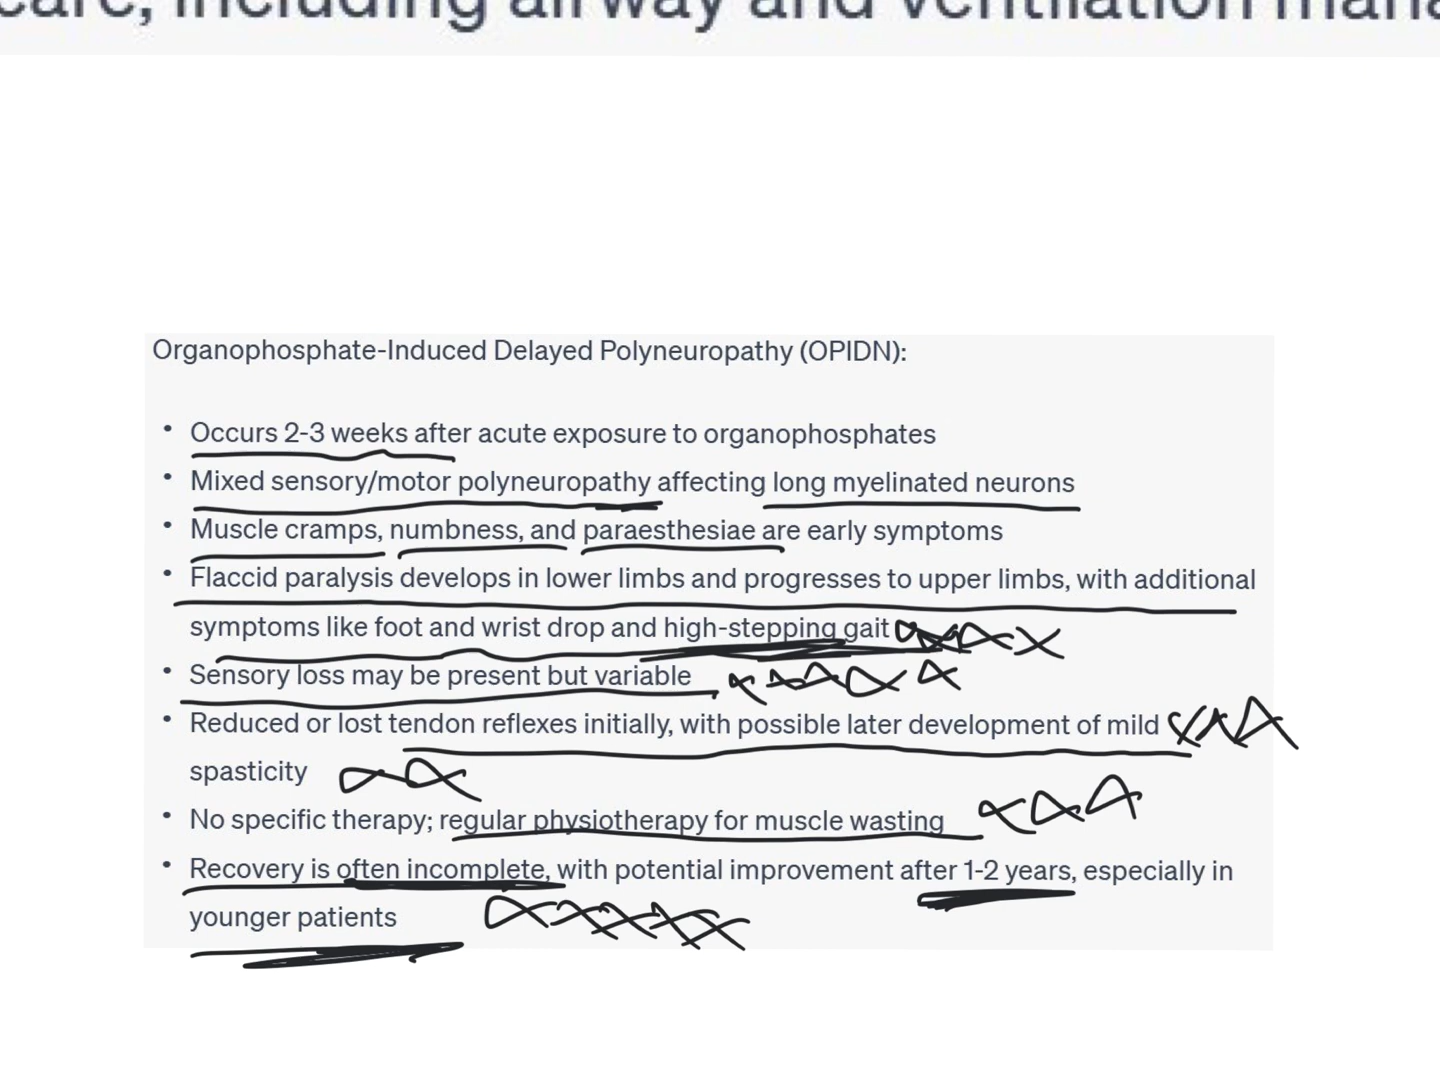 care, including airway and ventilation mana
Organophosphate-Induced Delayed Polyneuropathy (OPIDN):
• Occurs 2-3 weeks after acute exposure to organophosphates
• Mixed sensory/motor polyneuropathy affecting long myelinated neurons
• Muscle cramps, numbness, and paraesthesiae are early symptoms
• Flaccid paralysis develops in lower limbs and progresses to upper limbs, with additional
symptoms like foot and wrist drop and high-stepping gait
• Sensory loss may be present but variable
• Reduced or lost tendon reflexes initially, with possible later development of mild
spasticity
• No specific therapy; regular physiotherapy for muscle wasting
• Recovery is often incomplete, with potential improvement after 1-2 years, especially in
younger patients